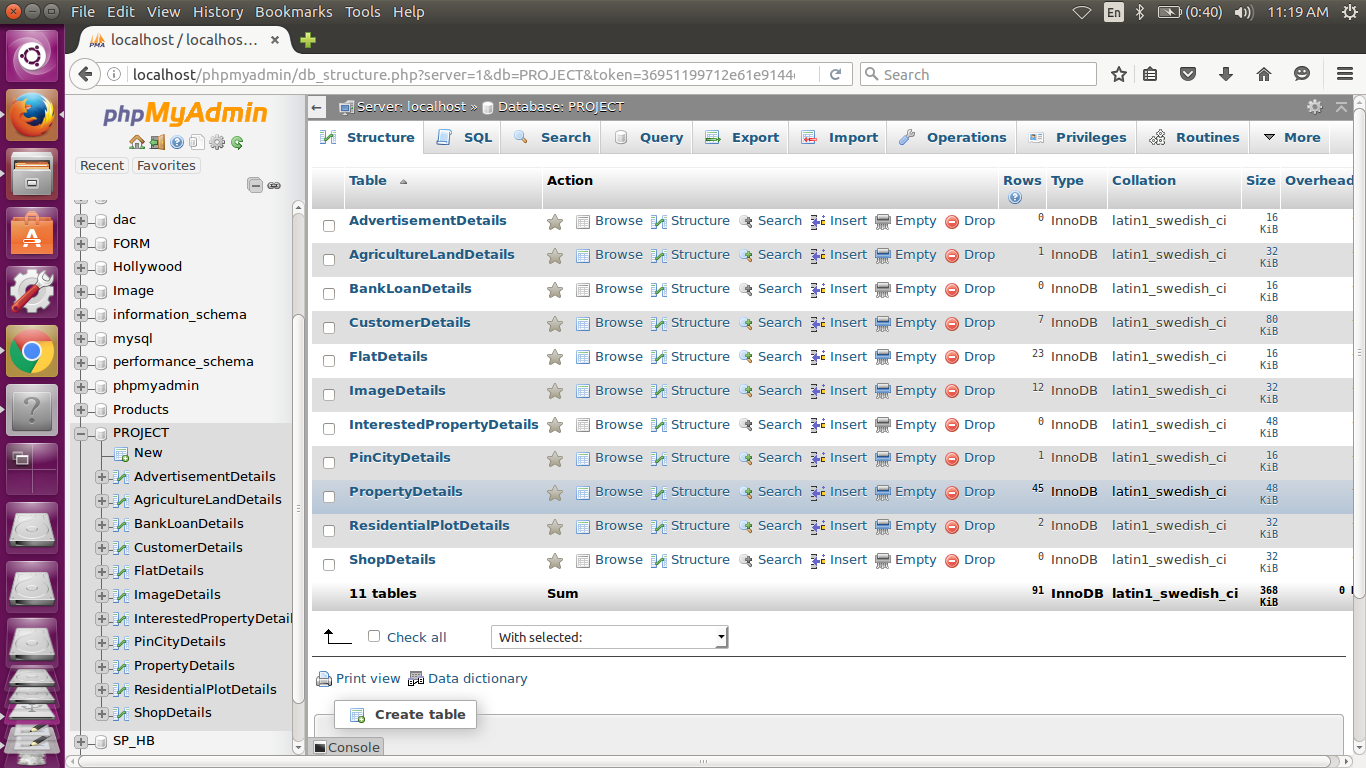 File Edit View History Bookmarks Tools Help En (0:40) 11:19 AM
PMA localhost / localhos...
localhost/phpmyadmin/db_structure.php?server=1&db=PROJECT&token=36951199712e61e9144 Search
phpMyAdmin
Recent Favorites
dac
FORM
Hollywood
Image
information_schema
mysql
performance_schema
phpmyadmin
Products
PROJECT
New
AdvertisementDetails
AgricultureLandDetails
BankLoanDetails
CustomerDetails
FlatDetails
ImageDetails
InterestedPropertyDetail
PinCityDetails
PropertyDetails
ResidentialPlotDetails
ShopDetails
SP_HB
Server: localhost » Database: PROJECT
Structure SQL Search Query Export Import Operations Privileges Routines More
Table Action Rows Type Collation Size Overhead
AdvertisementDetails Browse Structure Search Insert Empty Drop 0 InnoDB latin1_swedish_ci 16 KiB
AgricultureLandDetails Browse Structure Search Insert Empty Drop 1 InnoDB latin1_swedish_ci 32 KiB
BankLoanDetails Browse Structure Search Insert Empty Drop 0 InnoDB latin1_swedish_ci 16 KiB
CustomerDetails Browse Structure Search Insert Empty Drop 7 InnoDB latin1_swedish_ci 80 KiB
FlatDetails Browse Structure Search Insert Empty Drop 23 InnoDB latin1_swedish_ci 16 KiB
ImageDetails Browse Structure Search Insert Empty Drop 12 InnoDB latin1_swedish_ci 32 KiB
InterestedPropertyDetails Browse Structure Search Insert Empty Drop 0 InnoDB latin1_swedish_ci 48 KiB
PinCityDetails Browse Structure Search Insert Empty Drop 1 InnoDB latin1_swedish_ci 16 KiB
PropertyDetails Browse Structure Search Insert Empty Drop 45 InnoDB latin1_swedish_ci 48 KiB
ResidentialPlotDetails Browse Structure Search Insert Empty Drop 2 InnoDB latin1_swedish_ci 32 KiB
ShopDetails Browse Structure Search Insert Empty Drop 0 InnoDB latin1_swedish_ci 32 KiB
11 tables Sum 91 InnoDB latin1_swedish_ci 368 KiB 0
Check all With selected:
Print view Data dictionary
Create table
Console